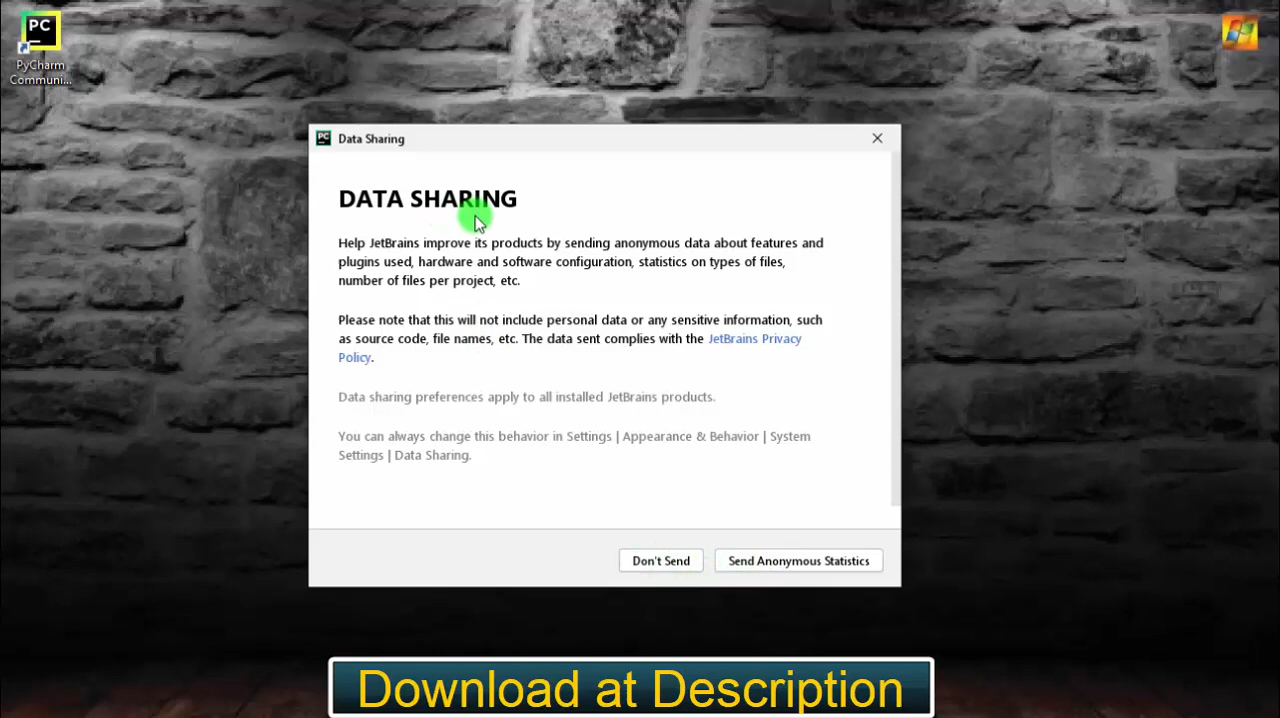 PC
PyCharm
Communi...
PC
Data Sharing
DATA SHARING
Help JetBrains improve its products by sending anonymous data about features and
plugins used, hardware and software configuration, statistics on types of files,
number of files per project, etc.
Please note that this will not include personal data or any sensitive information, such
as source code, file names, etc. The data sent complies with the JetBrains Privacy
Policy.
Data sharing preferences apply to all installed JetBrains products.
You can always change this behavior in Settings | Appearance & Behavior | System
Settings | Data Sharing.
Don't Send
Send Anonymous Statistics
Download at Description